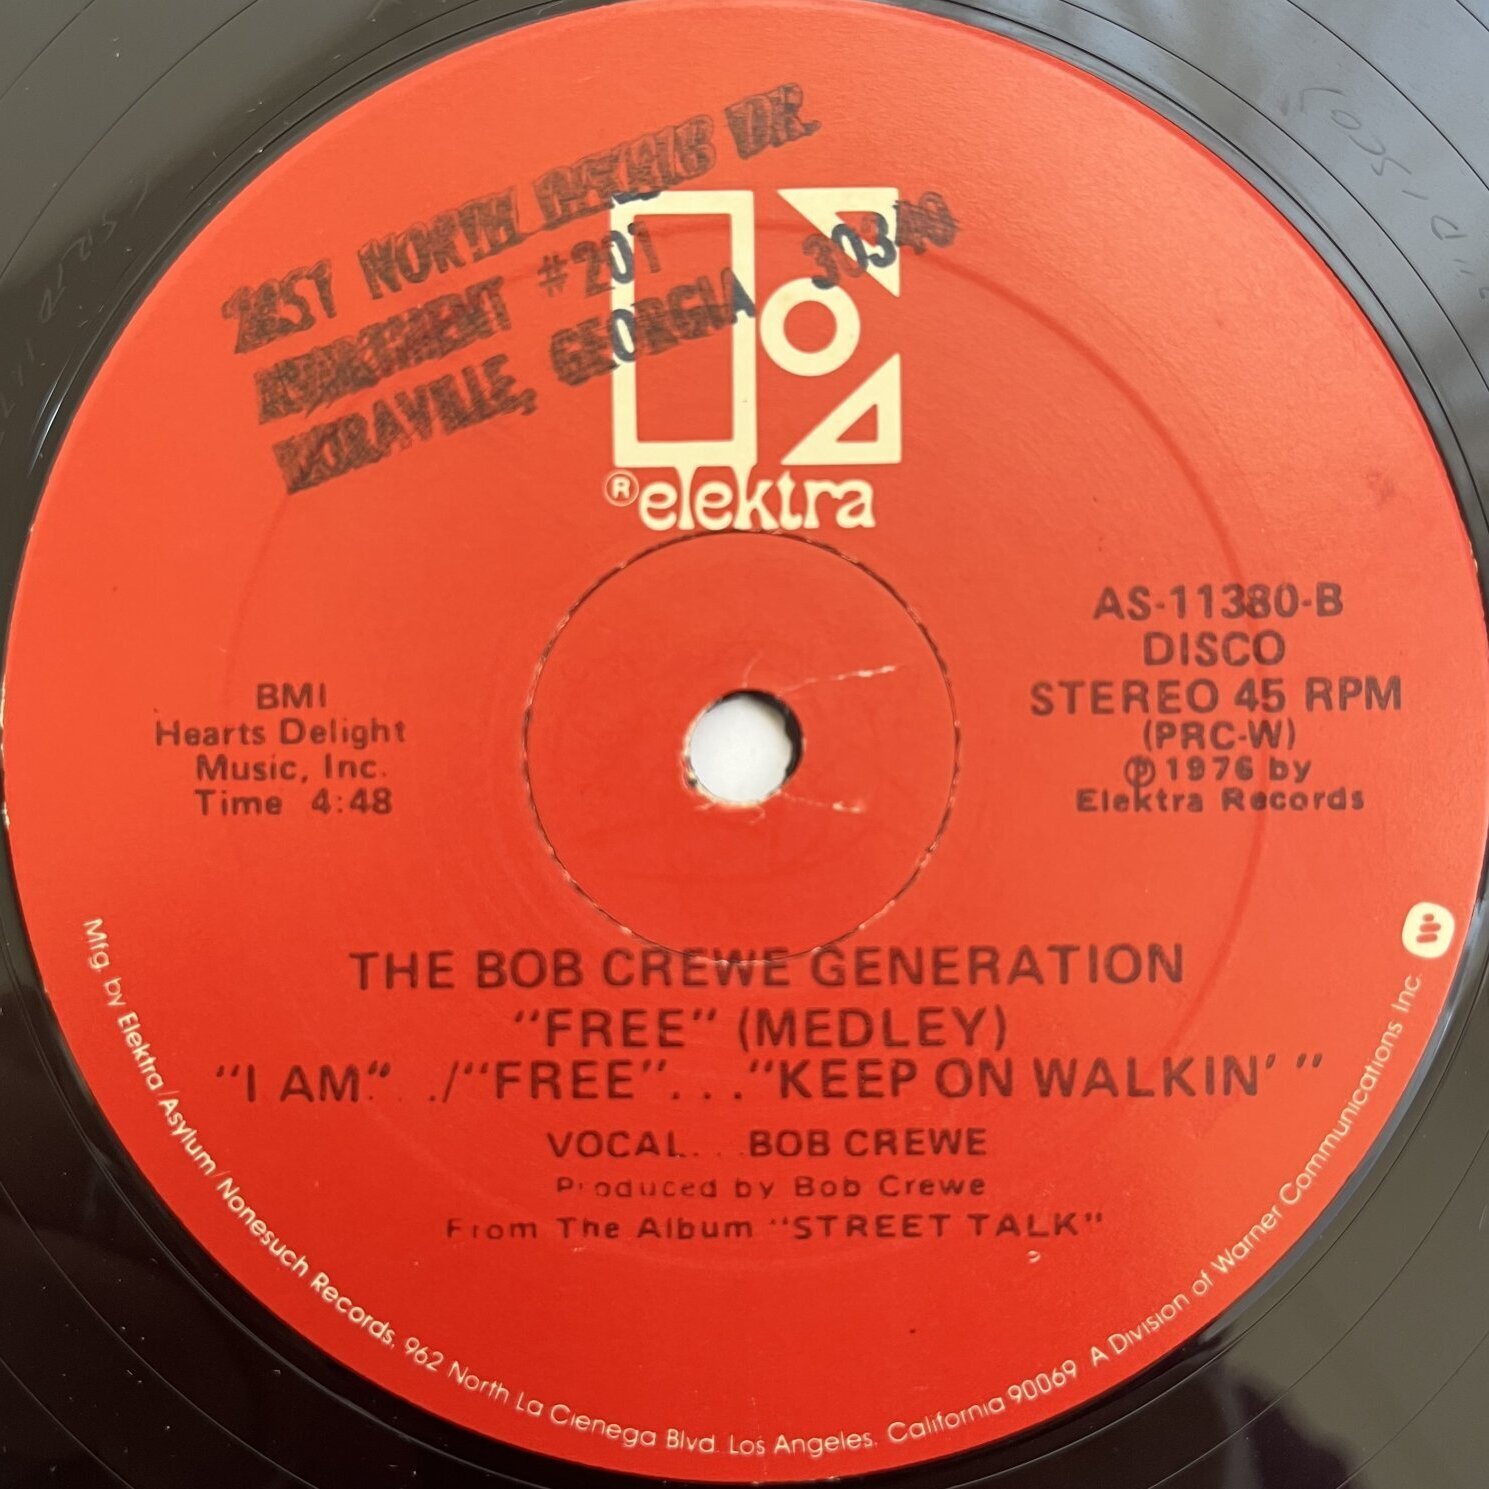 NORTH DR.
APARTMENT #201
DORAVILLE, GEORGIA 30340
® elektra
AS-11380-B
DISCO
STEREO 45 RPM
(PRC-W)
℗ 1976 by
Elektra Records
BMI
Hearts Delight
Music, Inc.
Time 4:48
THE BOB CREWE GENERATION
"FREE" (MEDLEY)
"I AM". . ./"FREE". . ."KEEP ON WALKIN' "
VOCAL. . .BOB CREWE
Produced by Bob Crewe
From The Album "STREET TALK"
Mfg. by Elektra/Asylum/Nonesuch Records, 962 North La Cienega Blvd. Los Angeles, California 90069 A Division of Warner Communications Inc.